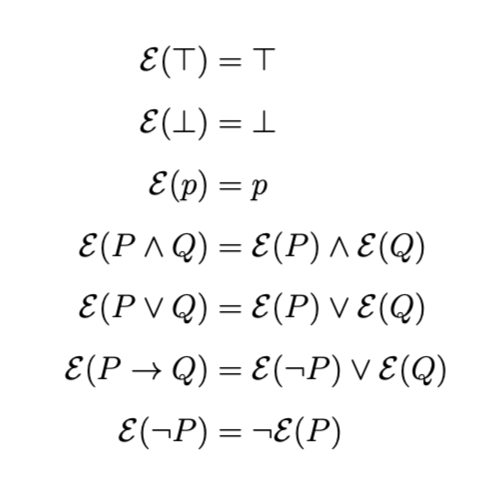 ℰ(⊤) = ⊤
ℰ(⊥) = ⊥
ℰ(p) = p
ℰ(P ∧ Q) = ℰ(P) ∧ ℰ(Q)
ℰ(P ∨ Q) = ℰ(P) ∨ ℰ(Q)
ℰ(P → Q) = ℰ(¬P) ∨ ℰ(Q)
ℰ(¬P) = ¬ℰ(P)